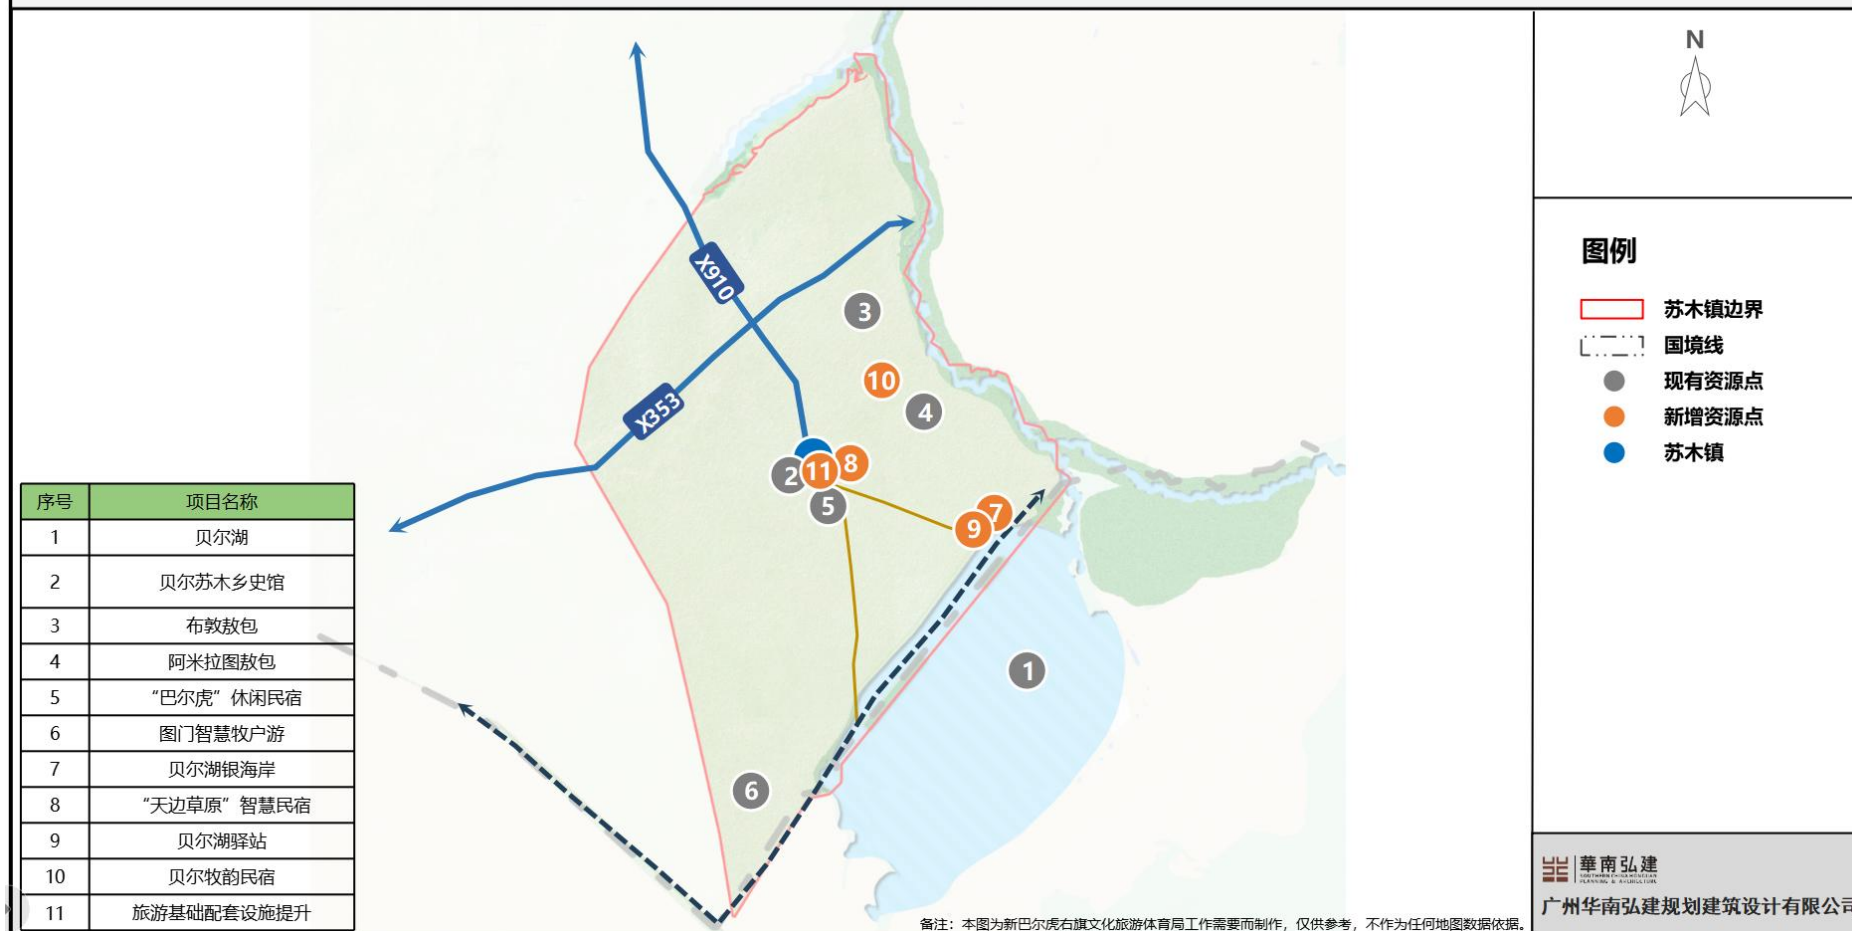 N
图例
苏木镇边界
国境线
现有资源点
新增资源点
苏木镇
X910
X353
3
10
4
2
11
8
5
7
9
1
6
序号 项目名称
1 贝尔湖
2 贝尔苏木乡史馆
3 布敦敖包
4 阿米拉图敖包
5 “巴尔虎”休闲民宿
6 图门智慧牧户游
7 贝尔湖银海岸
8 “天边草原”智慧民宿
9 贝尔湖驿站
10 贝尔牧韵民宿
11 旅游基础配套设施提升
備注：本图为新巴尔虎右旗文化旅游体育局工作需要而制作，仅供参考，不作为任何地图数据依据。
華南弘建
广州华南弘建规划建筑设计有限公司